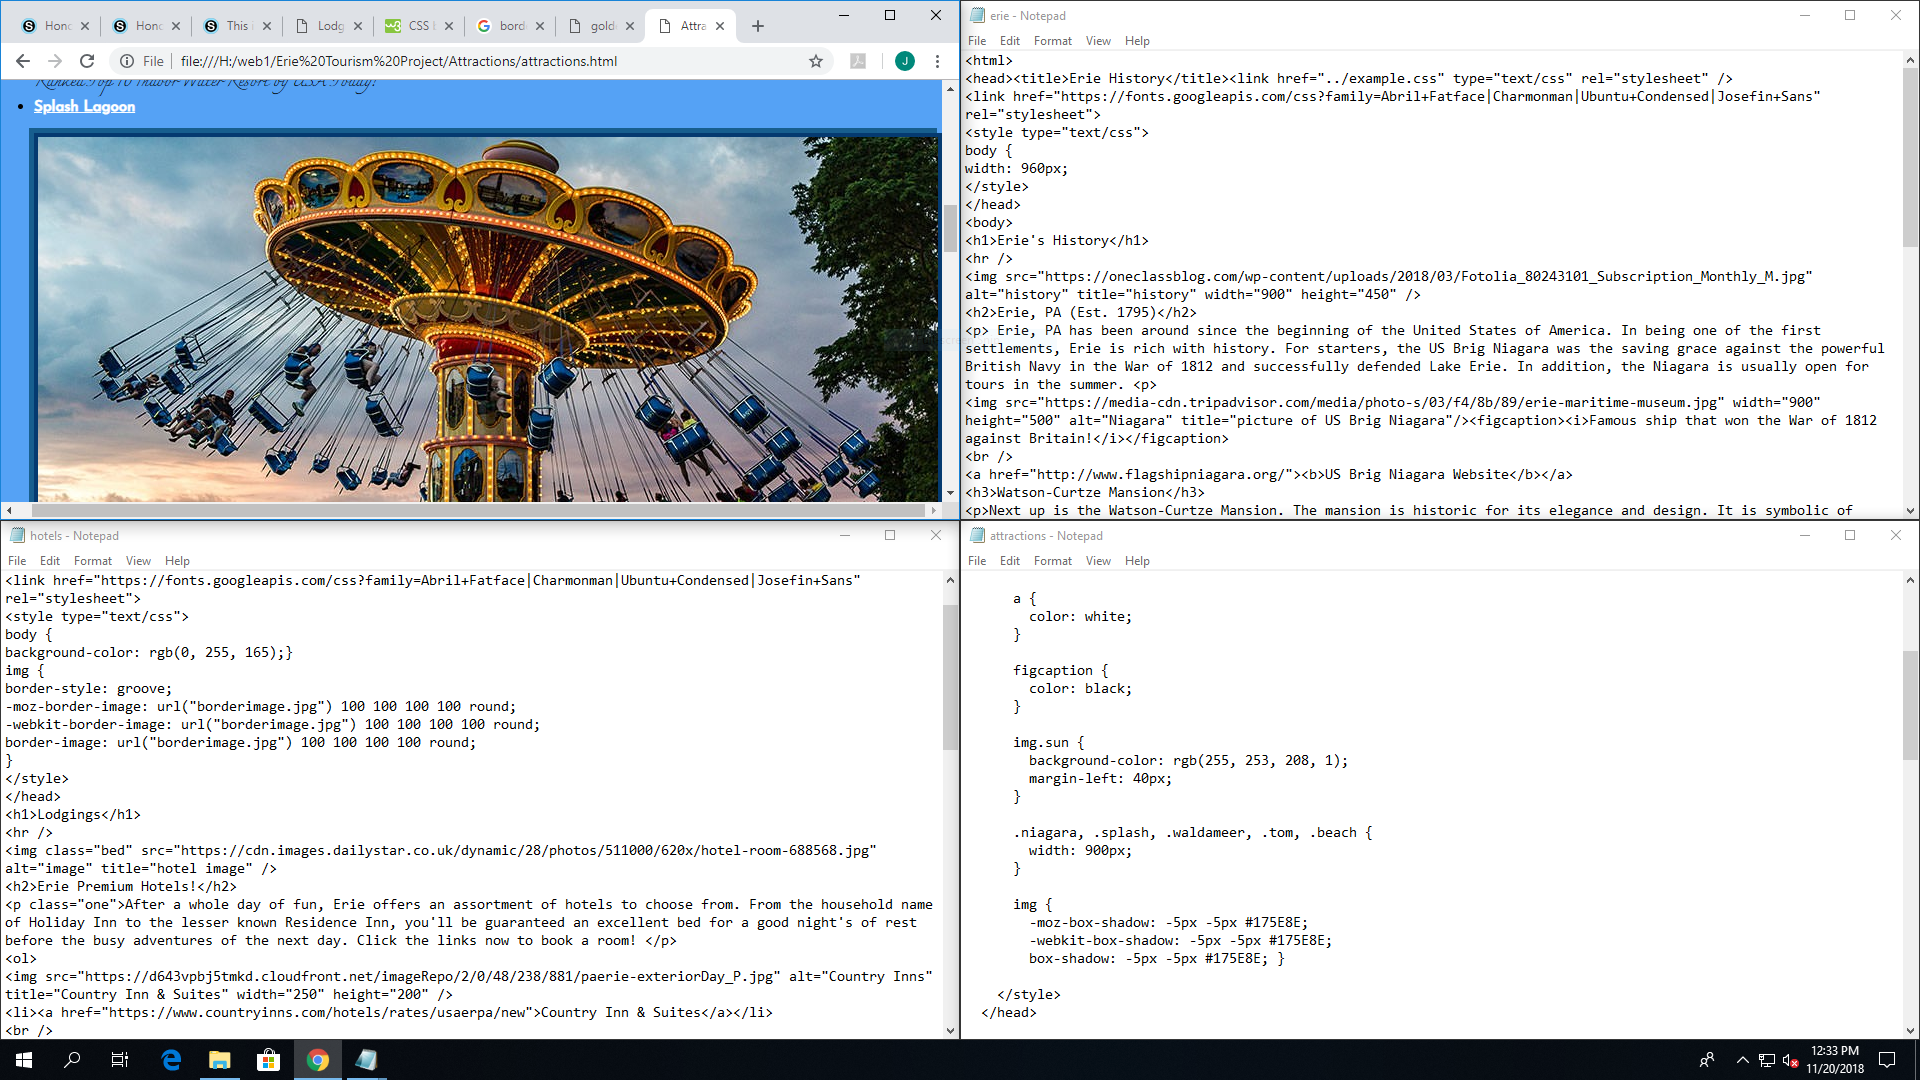 Hono
Hono
This i
Lodg
CSS b
bord
gold
Attra
File
file:///H:/web1/Erie%20Tourism%20Project/Attractions/attractions.html
J
Ranked Top 10 Indoor Water Resort by USA Today!
Splash Lagoon
erie - Notepad
File Edit Format View Help
<html>
<head><title>Erie History</title><link href="../example.css" type="text/css" rel="stylesheet" />
<link href="https://fonts.googleapis.com/css?family=Abril+Fatface|Charmonman|Ubuntu+Condensed|Josefin+Sans"
rel="stylesheet">
<style type="text/css">
body {
width: 960px;
</style>
</head>
<body>
<h1>Erie's History</h1>
<hr />
<img src="https://oneclassblog.com/wp-content/uploads/2018/03/Fotolia_80243101_Subscription_Monthly_M.jpg"
alt="history" title="history" width="900" height="450" />
<h2>Erie, PA (Est. 1795)</h2>
<p> Erie, PA has been around since the beginning of the United States of America. In being one of the first
settlements, Erie is rich with history. For starters, the US Brig Niagara was the saving grace against the powerful
British Navy in the War of 1812 and successfully defended Lake Erie. In addition, the Niagara is usually open for
tours in the summer. <p>
<img src="https://media-cdn.tripadvisor.com/media/photo-s/03/f4/8b/89/erie-maritime-museum.jpg" width="900"
height="500" alt="Niagara" title="picture of US Brig Niagara"/><figcaption><i>Famous ship that won the War of 1812
against Britain!</i></figcaption>
<br />
<a href="http://www.flagshipniagara.org/"><b>US Brig Niagara Website</b></a>
<h3>Watson-Curtze Mansion</h3>
<p>Next up is the Watson-Curtze Mansion. The mansion is historic for its elegance and design. It is symbolic of
hotels - Notepad
File Edit Format View Help
<link href="https://fonts.googleapis.com/css?family=Abril+Fatface|Charmonman|Ubuntu+Condensed|Josefin+Sans"
rel="stylesheet">
<style type="text/css">
body {
background-color: rgb(0, 255, 165);}
img {
border-style: groove;
-moz-border-image: url("borderimage.jpg") 100 100 100 100 round;
-webkit-border-image: url("borderimage.jpg") 100 100 100 100 round;
border-image: url("borderimage.jpg") 100 100 100 100 round;
}
</style>
</head>
<h1>Lodgings</h1>
<hr />
<img class="bed" src="https://cdn.images.dailystar.co.uk/dynamic/28/photos/511000/620x/hotel-room-688568.jpg"
alt="image" title="hotel image" />
<h2>Erie Premium Hotels!</h2>
<p class="one">After a whole day of fun, Erie offers an assortment of hotels to choose from. From the household name
of Holiday Inn to the lesser known Residence Inn, you'll be guaranteed an excellent bed for a good night's of rest
before the busy adventures of the next day. Click the links now to book a room! </p>
<ol>
<img src="https://d643vpbj5tmkd.cloudfront.net/imageRepo/2/0/48/238/881/paerie-exteriorDay_P.jpg" alt="Country Inns"
title="Country Inn & Suites" width="250" height="200" />
<li><a href="https://www.countryinns.com/hotels/rates/usaerpa/new">Country Inn & Suites</a></li>
<br />
attractions - Notepad
File Edit Format View Help
a {
color: white;
}
figcaption {
color: black;
}
img.sun {
background-color: rgb(255, 253, 208, 1);
margin-left: 40px;
}
.niagara, .splash, .waldameer, .tom, .beach {
width: 900px;
}
img {
-moz-box-shadow: -5px -5px #175E8E;
-webkit-box-shadow: -5px -5px #175E8E;
box-shadow: -5px -5px #175E8E; }
</style>
</head>
12:33 PM
11/20/2018